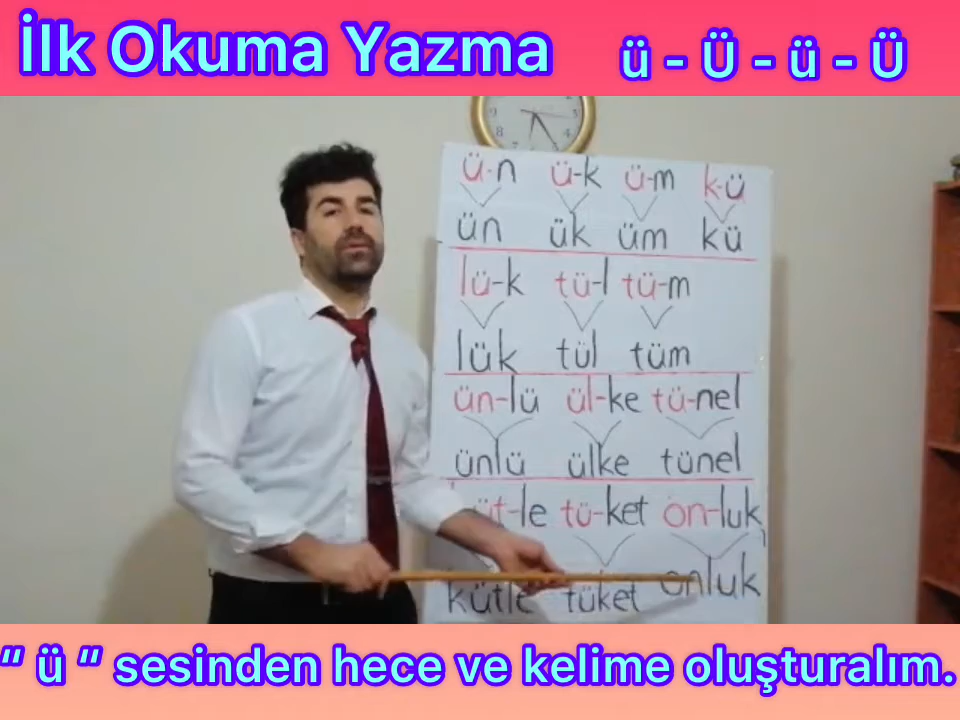 İlk Okuma Yazma ü - Ü - ü - Ü
ü-n ü-k ü-m k-ü
ün ük üm kü
lü-k tü-l tü-m
lük tül tüm
ün-lü ül-ke tü-nel
ünlü ülke tünel
tü-ket on-luk
kütle tüket onluk
" ü " sesinden hece ve kelime oluşturalım.